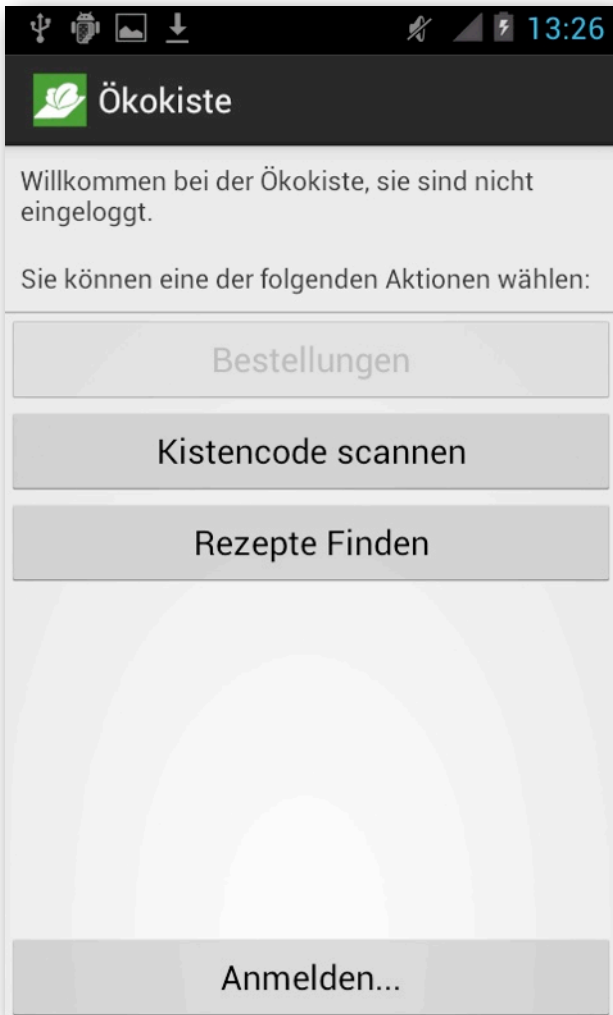 13:26
Ökokiste
Willkommen bei der Ökokiste, sie sind nicht
eingeloggt.
Sie können eine der folgenden Aktionen wählen:
Bestellungen
Kistencode scannen
Rezepte Finden
Anmelden...